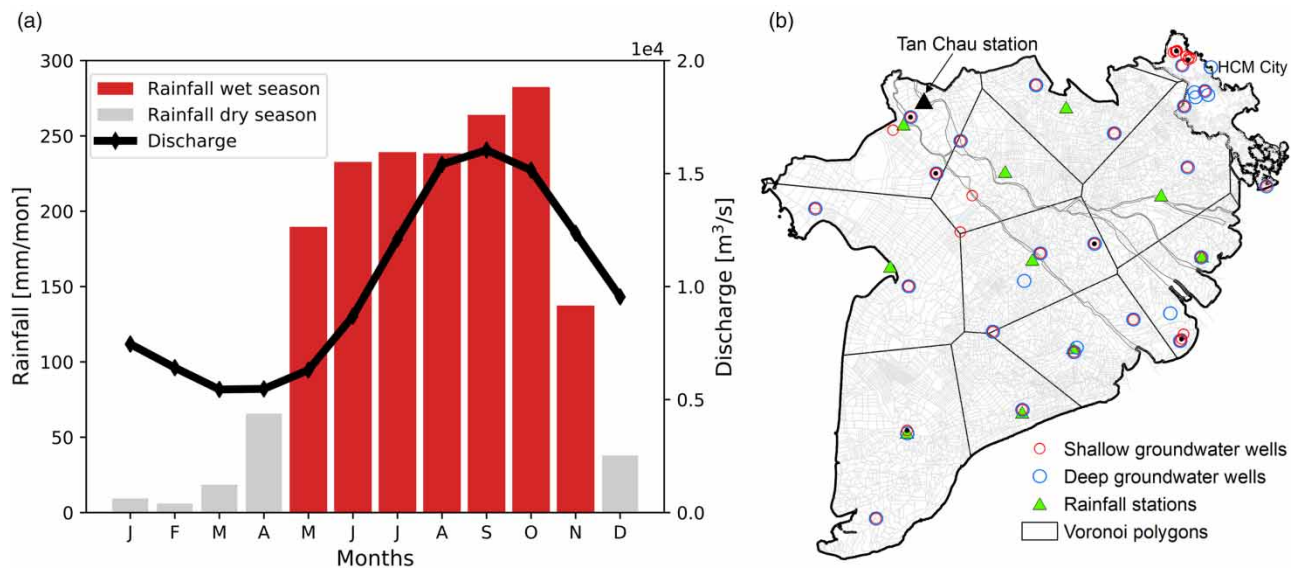 (a)
1e4
300
250
200
150
100
50
0
Rainfall [mm/mon]
Rainfall wet season
Rainfall dry season
Discharge
2.0
1.5
1.0
0.5
0.0
Discharge [m³/s]
J F M A M J J A S O N D
Months
(b)
Tan Chau station
HCM City
Shallow groundwater wells
Deep groundwater wells
Rainfall stations
Voronoi polygons